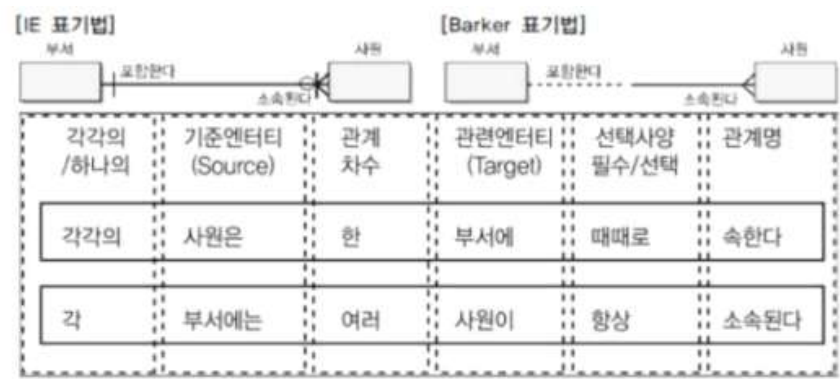 [IE 표기법] [Barker 표기법]
부서 사원 부서 사원
포함한다 포함한다
소속된다 소속된다
각각의 기준엔터티 관계 관련엔터티 선택사양 관계명
/하나의 (Source) 차수 (Target) 필수/선택
각각의 사원은 한 부서에 때때로 속한다
각 부서에는 여러 사원이 항상 소속된다